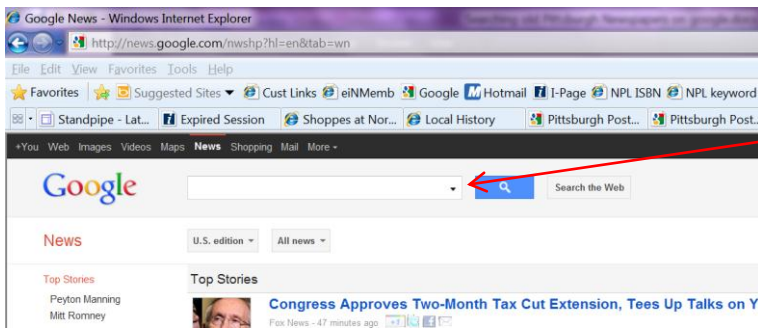 Google News - Windows Internet Explorer
http://news.google.com/nwshp?hl=en&tab=wn
File Edit View Favorites Tools Help
Favorites Suggested Sites Cust Links eiNMemb Google Hotmail I-Page NPL ISBN NPL keyword
Standpipe - Lat... Expired Session Shoppes at Nor... Local History Pittsburgh Post... Pittsburgh Post..
+You Web Images Videos Maps News Shopping Mail More
Google Search the Web
News U.S. edition All news
Top Stories Top Stories
Peyton Manning
Mitt Romney
Congress Approves Two-Month Tax Cut Extension, Tees Up Talks on Y
Fox News - 47 minutes ago